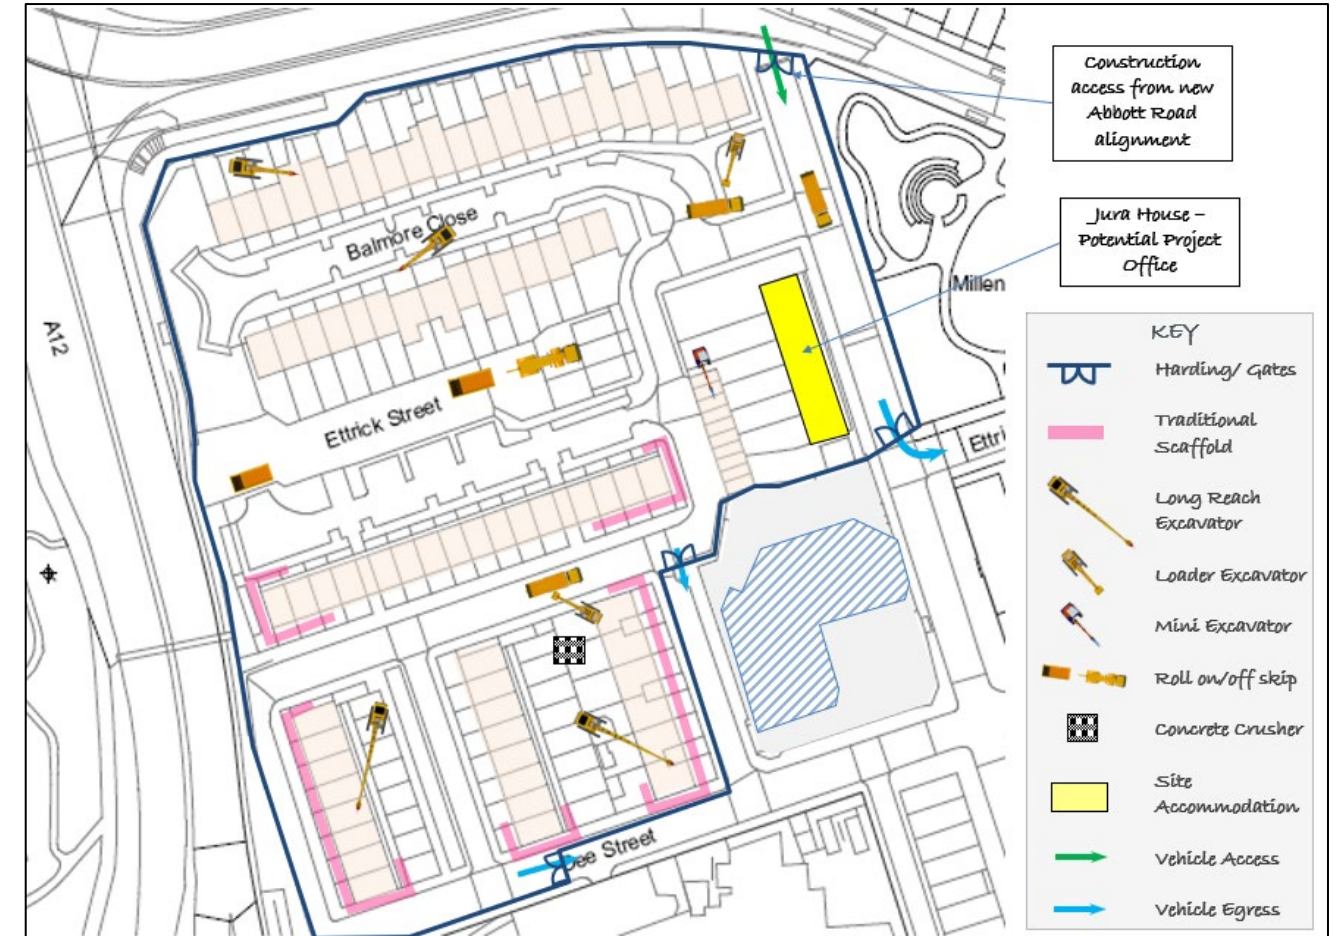 Construction
access from new
Abbott Road
alignment
Jura House –
Potential Project
Office
Balmore Close
Millen
A12
Ettrick Street
Ettri
Dee Street
KEY
Harding/ Gates
Traditional
Scaffold
Long Reach
Excavator
Loader Excavator
Mini Excavator
Roll on/off skip
Concrete Crusher
Site
Accommodation
Vehicle Access
Vehicle Egress